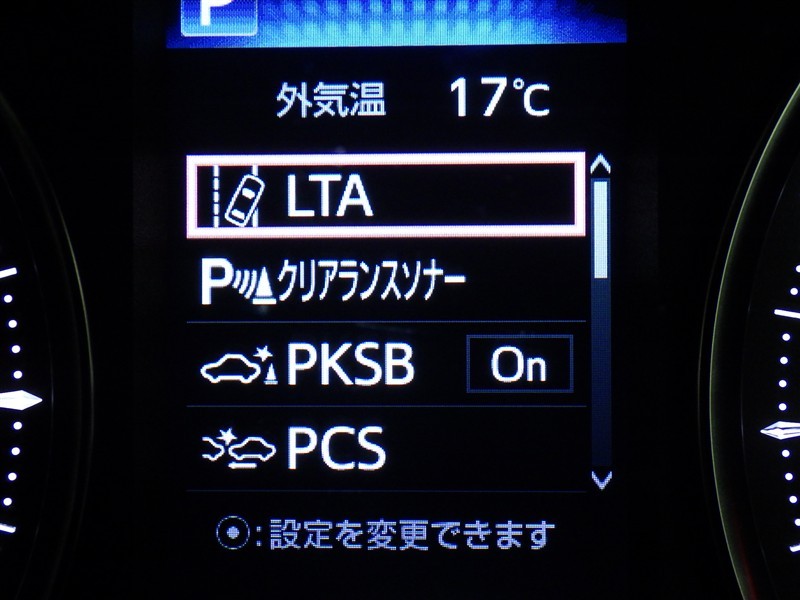 P
外気温 17℃
LTA
P クリアランスソナー
PKSB On
PCS
:設定を変更できます